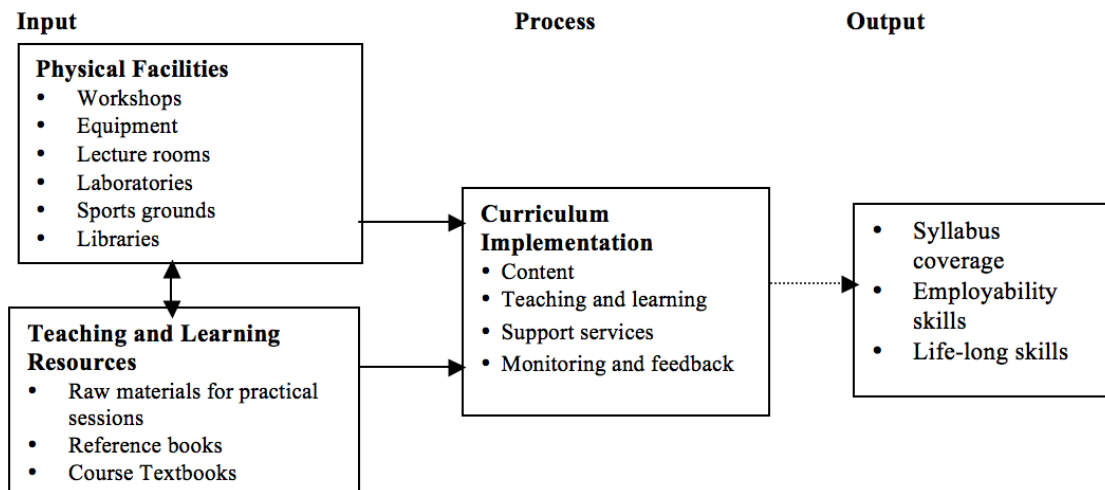 Input
Process
Output
Physical Facilities
• Workshops
• Equipment
• Lecture rooms
• Laboratories
• Sports grounds
• Libraries
Teaching and Learning
Resources
• Raw materials for practical
sessions
• Reference books
• Course Textbooks
Curriculum
Implementation
• Content
• Teaching and learning
• Support services
• Monitoring and feedback
• Syllabus
coverage
• Employability
skills
• Life-long skills